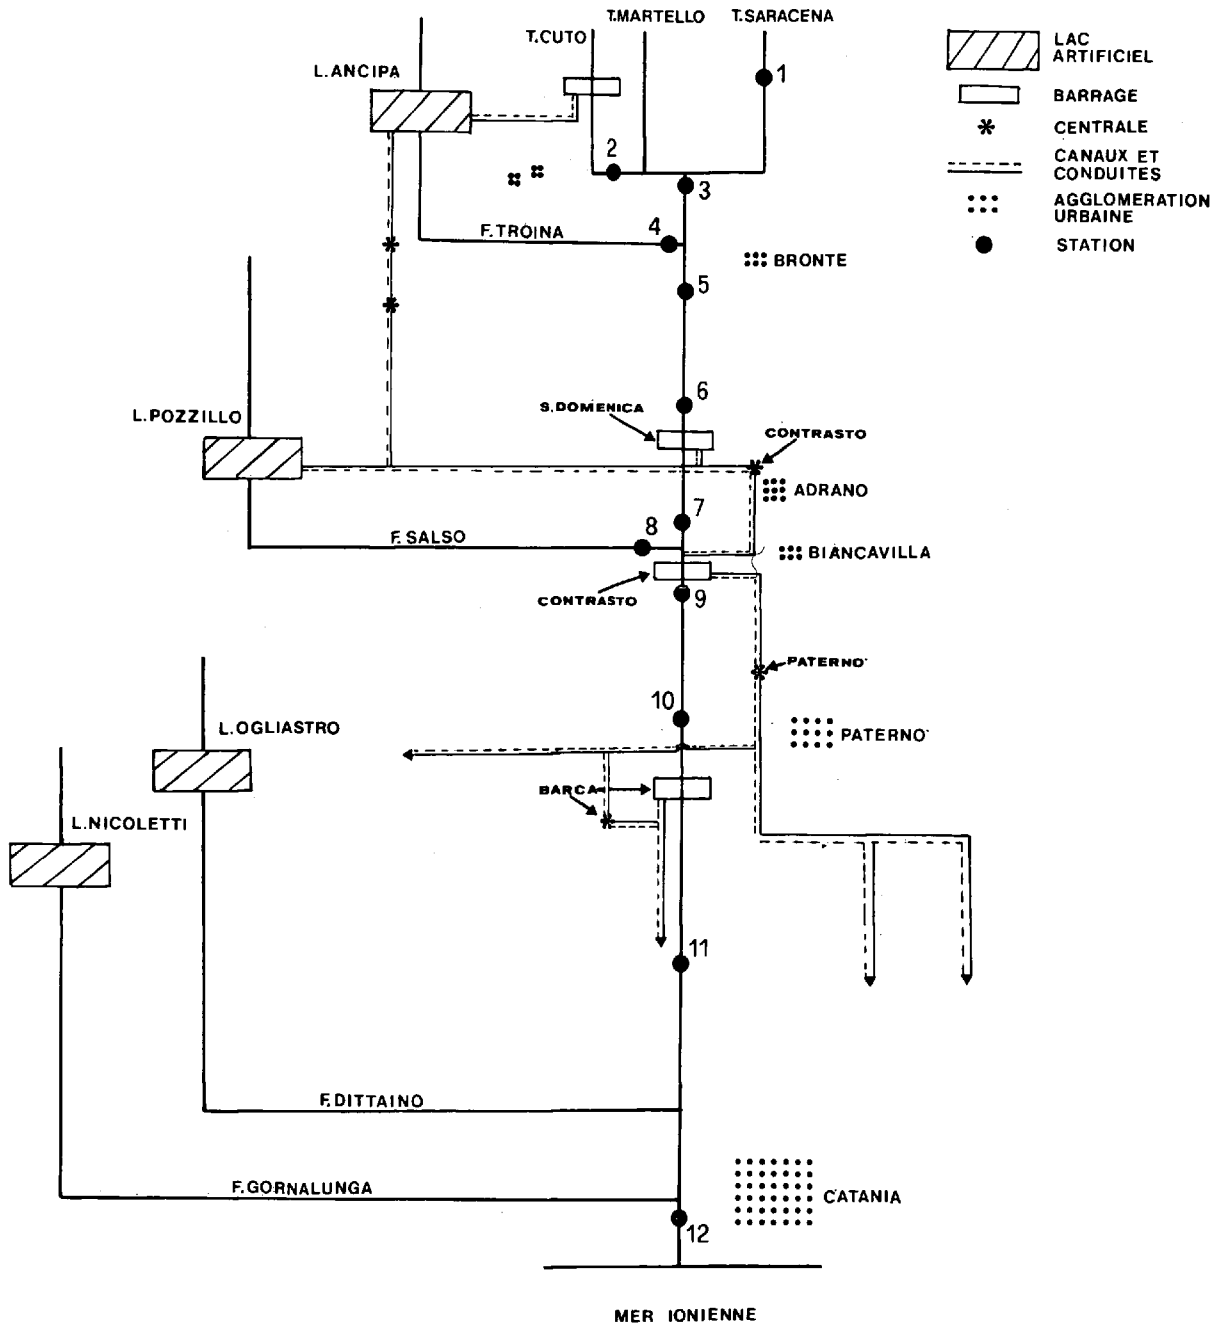 T.MARTELLO
T.SARACENA
T.CUTO
L.ANCIPA
1
2
3
F.TROINA
4
BRONTE
5
6
S.DOMENICA
L.POZZILLO
CONTRASTO
ADRANO
7
8
F.SALSO
BIANCAVILLA
CONTRASTO
9
PATERNO'
10
L.OGLIASTRO
PATERNO'
BARCA
L.NICOLETTI
11
F.DITTAINO
F.GORNALUNGA
CATANIA
12
MER IONIENNE
LAC
ARTIFICIEL
BARRAGE
CENTRALE
CANAUX ET
CONDUITES
AGGLOMERATION
URBAINE
STATION